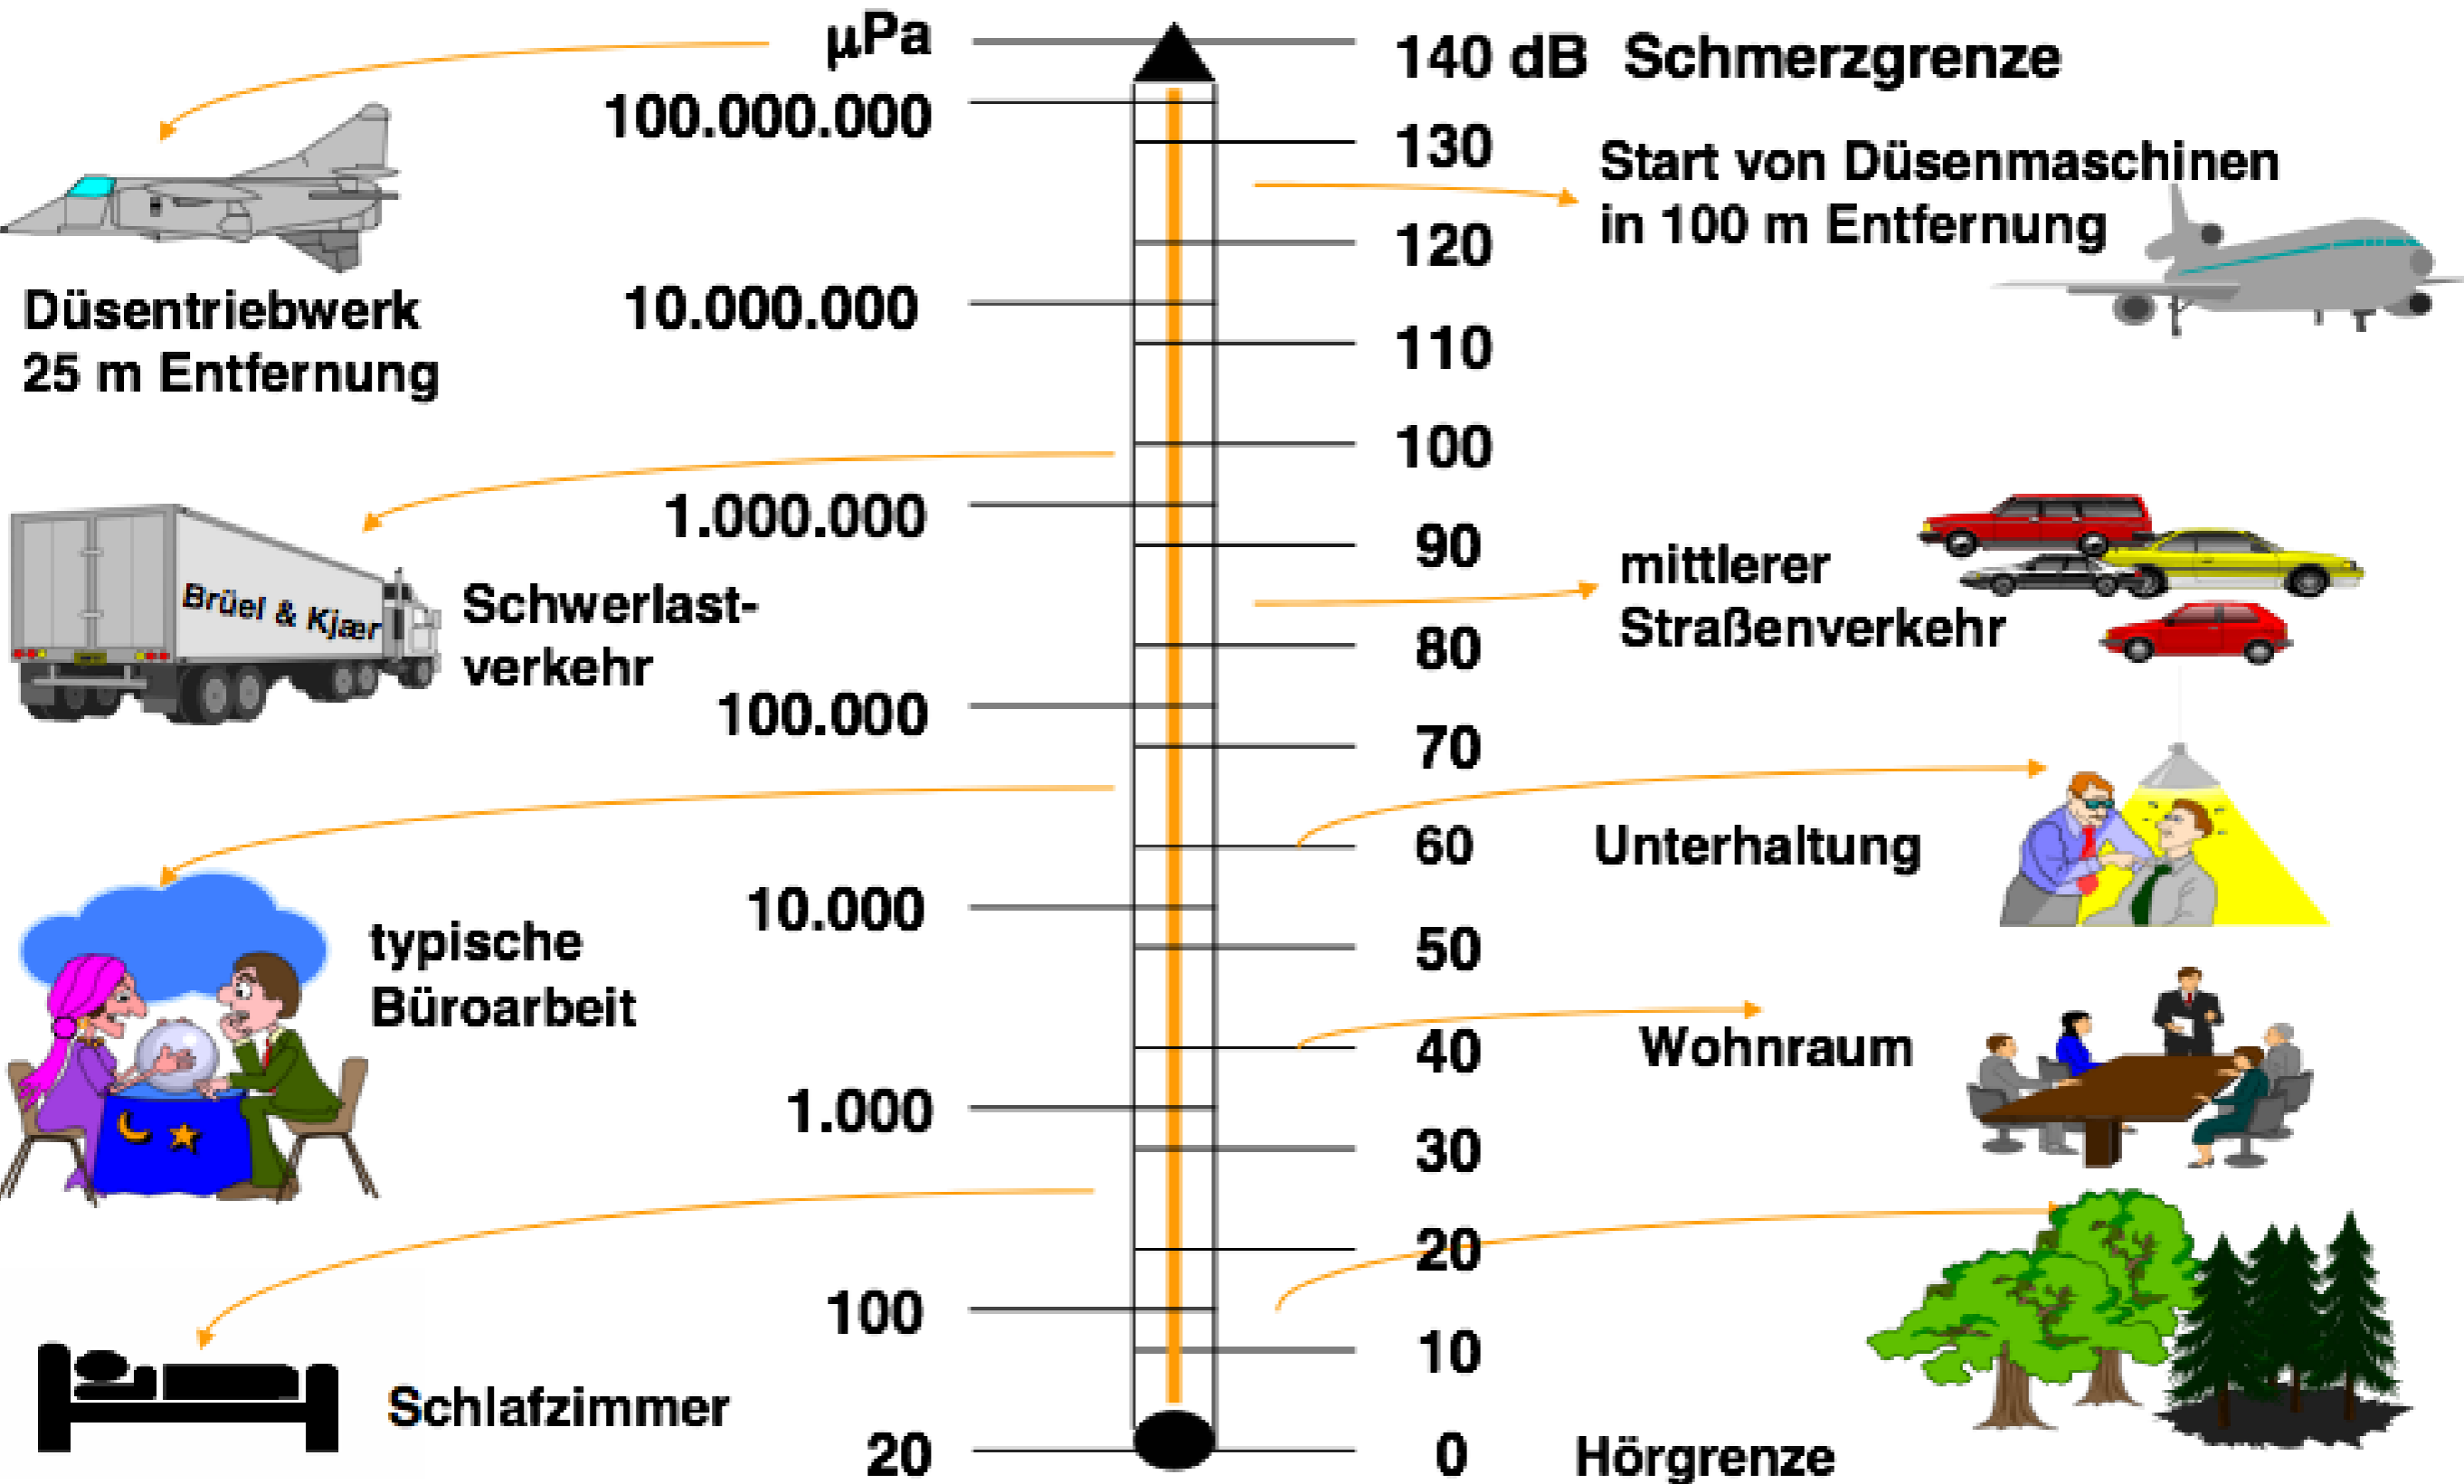 µPa
140 dB Schmerzgrenze
100.000.000
130
Start von Düsenmaschinen
in 100 m Entfernung
120
10.000.000
Düsentriebwerk
25 m Entfernung
110
100
1.000.000
90
mittlerer
Straßenverkehr
Brüel & Kjær
Schwerlast-
verkehr
80
100.000
70
60
Unterhaltung
10.000
typische
Büroarbeit
50
40
Wohnraum
1.000
30
20
100
10
Schlafzimmer
20
0
Hörgrenze